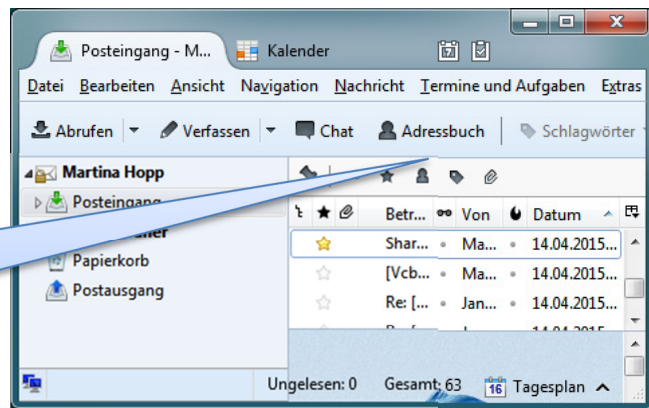 Posteingang - M... Kalender
Datei Bearbeiten Ansicht Navigation Nachricht Termine und Aufgaben Extras
Abrufen Verfassen Chat Adressbuch Schlagwörter
Martina Hopp
Posteingang
Betr... Von Datum
Shar... Ma... 14.04.2015...
[Vcb... Ma... 14.04.2015...
Papierkorb
Re: [... Jan... 14.04.2015...
Postausgang
Ungelesen: 0 Gesamt: 63 16 Tagesplan